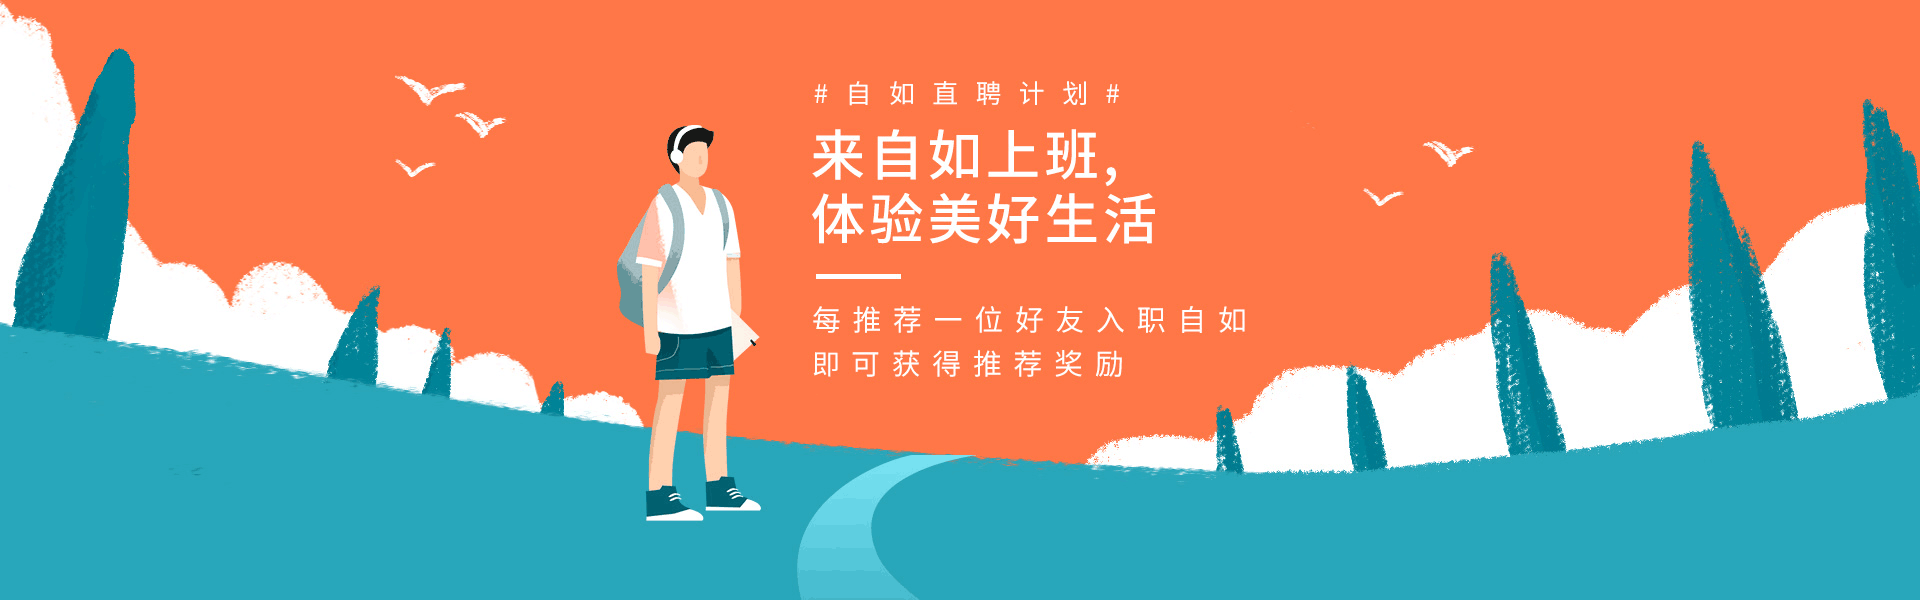 #自如直聘计划#
来自如上班，
体验美好生活
每推荐一位好友入职自如
即可获得推荐奖励